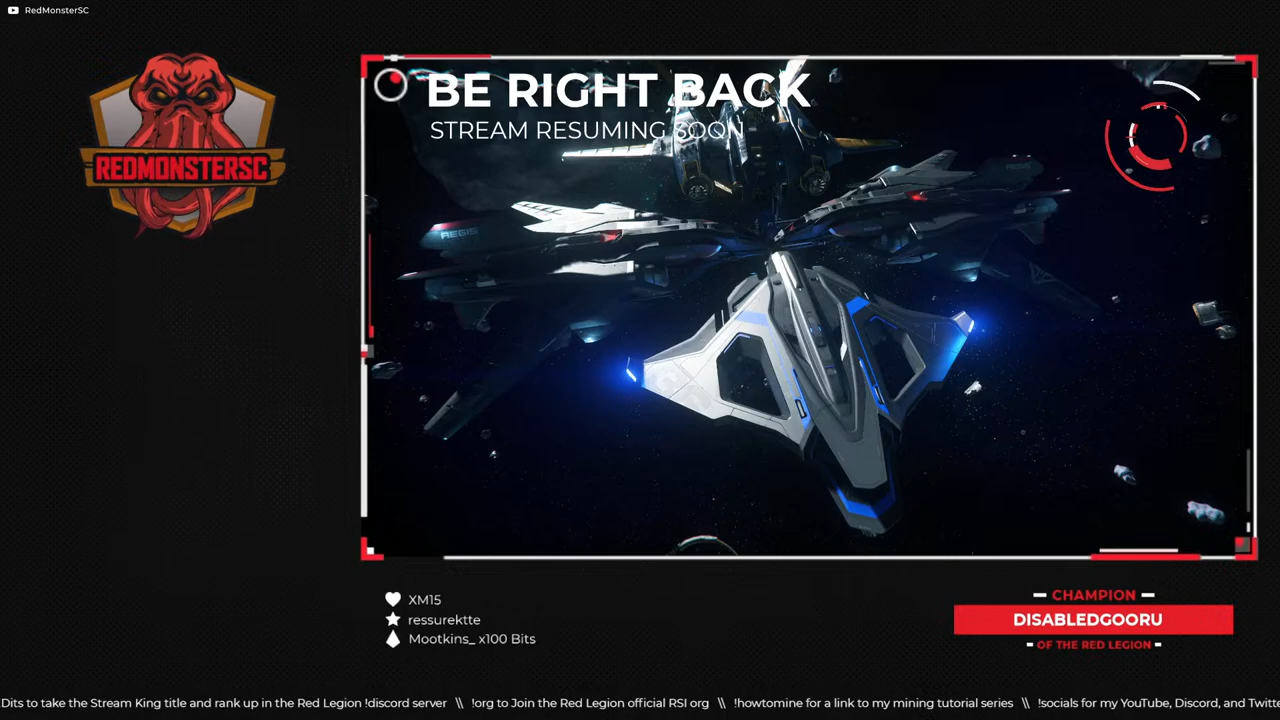 RedMonsterSC
REDMONSTERSC
BE RIGHT BACK
STREAM RESUMING SOON
AEGIS
XM15
ressurektte
Mootkins_ x100 Bits
CHAMPION
DISABLEDGOORU
OF THE RED LEGION
to take the Stream King title and rank up in the Red Legion !discord server \\ !org to Join the Red Legion official RSI org \\ !howtomine for a link to my mining tutorial series \\ !socials for my YouTube, Discord, and